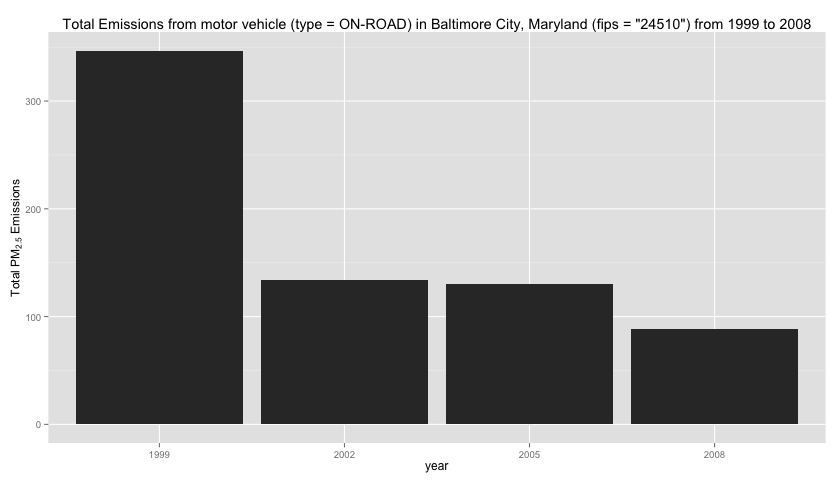 Total Emissions from motor vehicle (type = ON-ROAD) in Baltimore City, Maryland (fips = "24510") from 1999 to 2008
Total PM2.5 Emissions
300
200
100
0
1999 2002 2005 2008
year